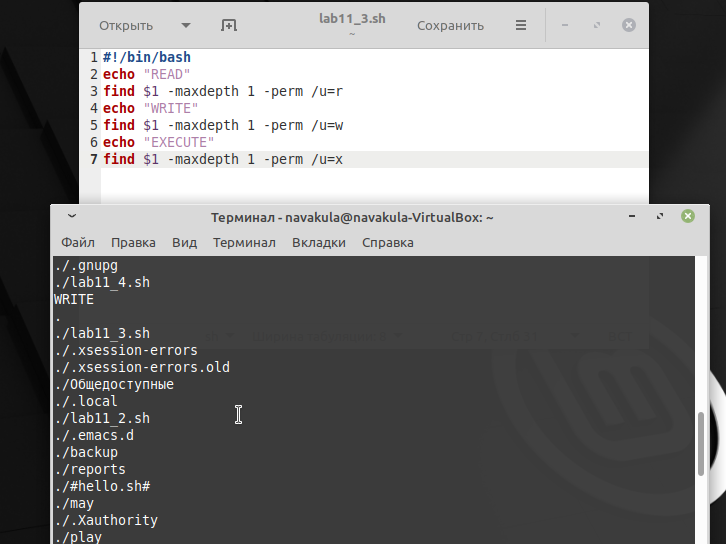 Открыть
lab11_3.sh
~
Сохранить
1 #!/bin/bash
2 echo "READ"
3 find $1 -maxdepth 1 -perm /u=r
4 echo "WRITE"
5 find $1 -maxdepth 1 -perm /u=w
6 echo "EXECUTE"
7 find $1 -maxdepth 1 -perm /u=x
Терминал - navakula@navakula-VirtualBox: ~
Файл Правка Вид Терминал Вкладки Справка
./.gnupg
./lab11_4.sh
WRITE
.
./lab11_3.sh
./.xsession-errors
./.xsession-errors.old
./Общедоступные
./.local
./lab11_2.sh
./.emacs.d
./backup
./reports
./#hello.sh#
./may
./.Xauthority
./play